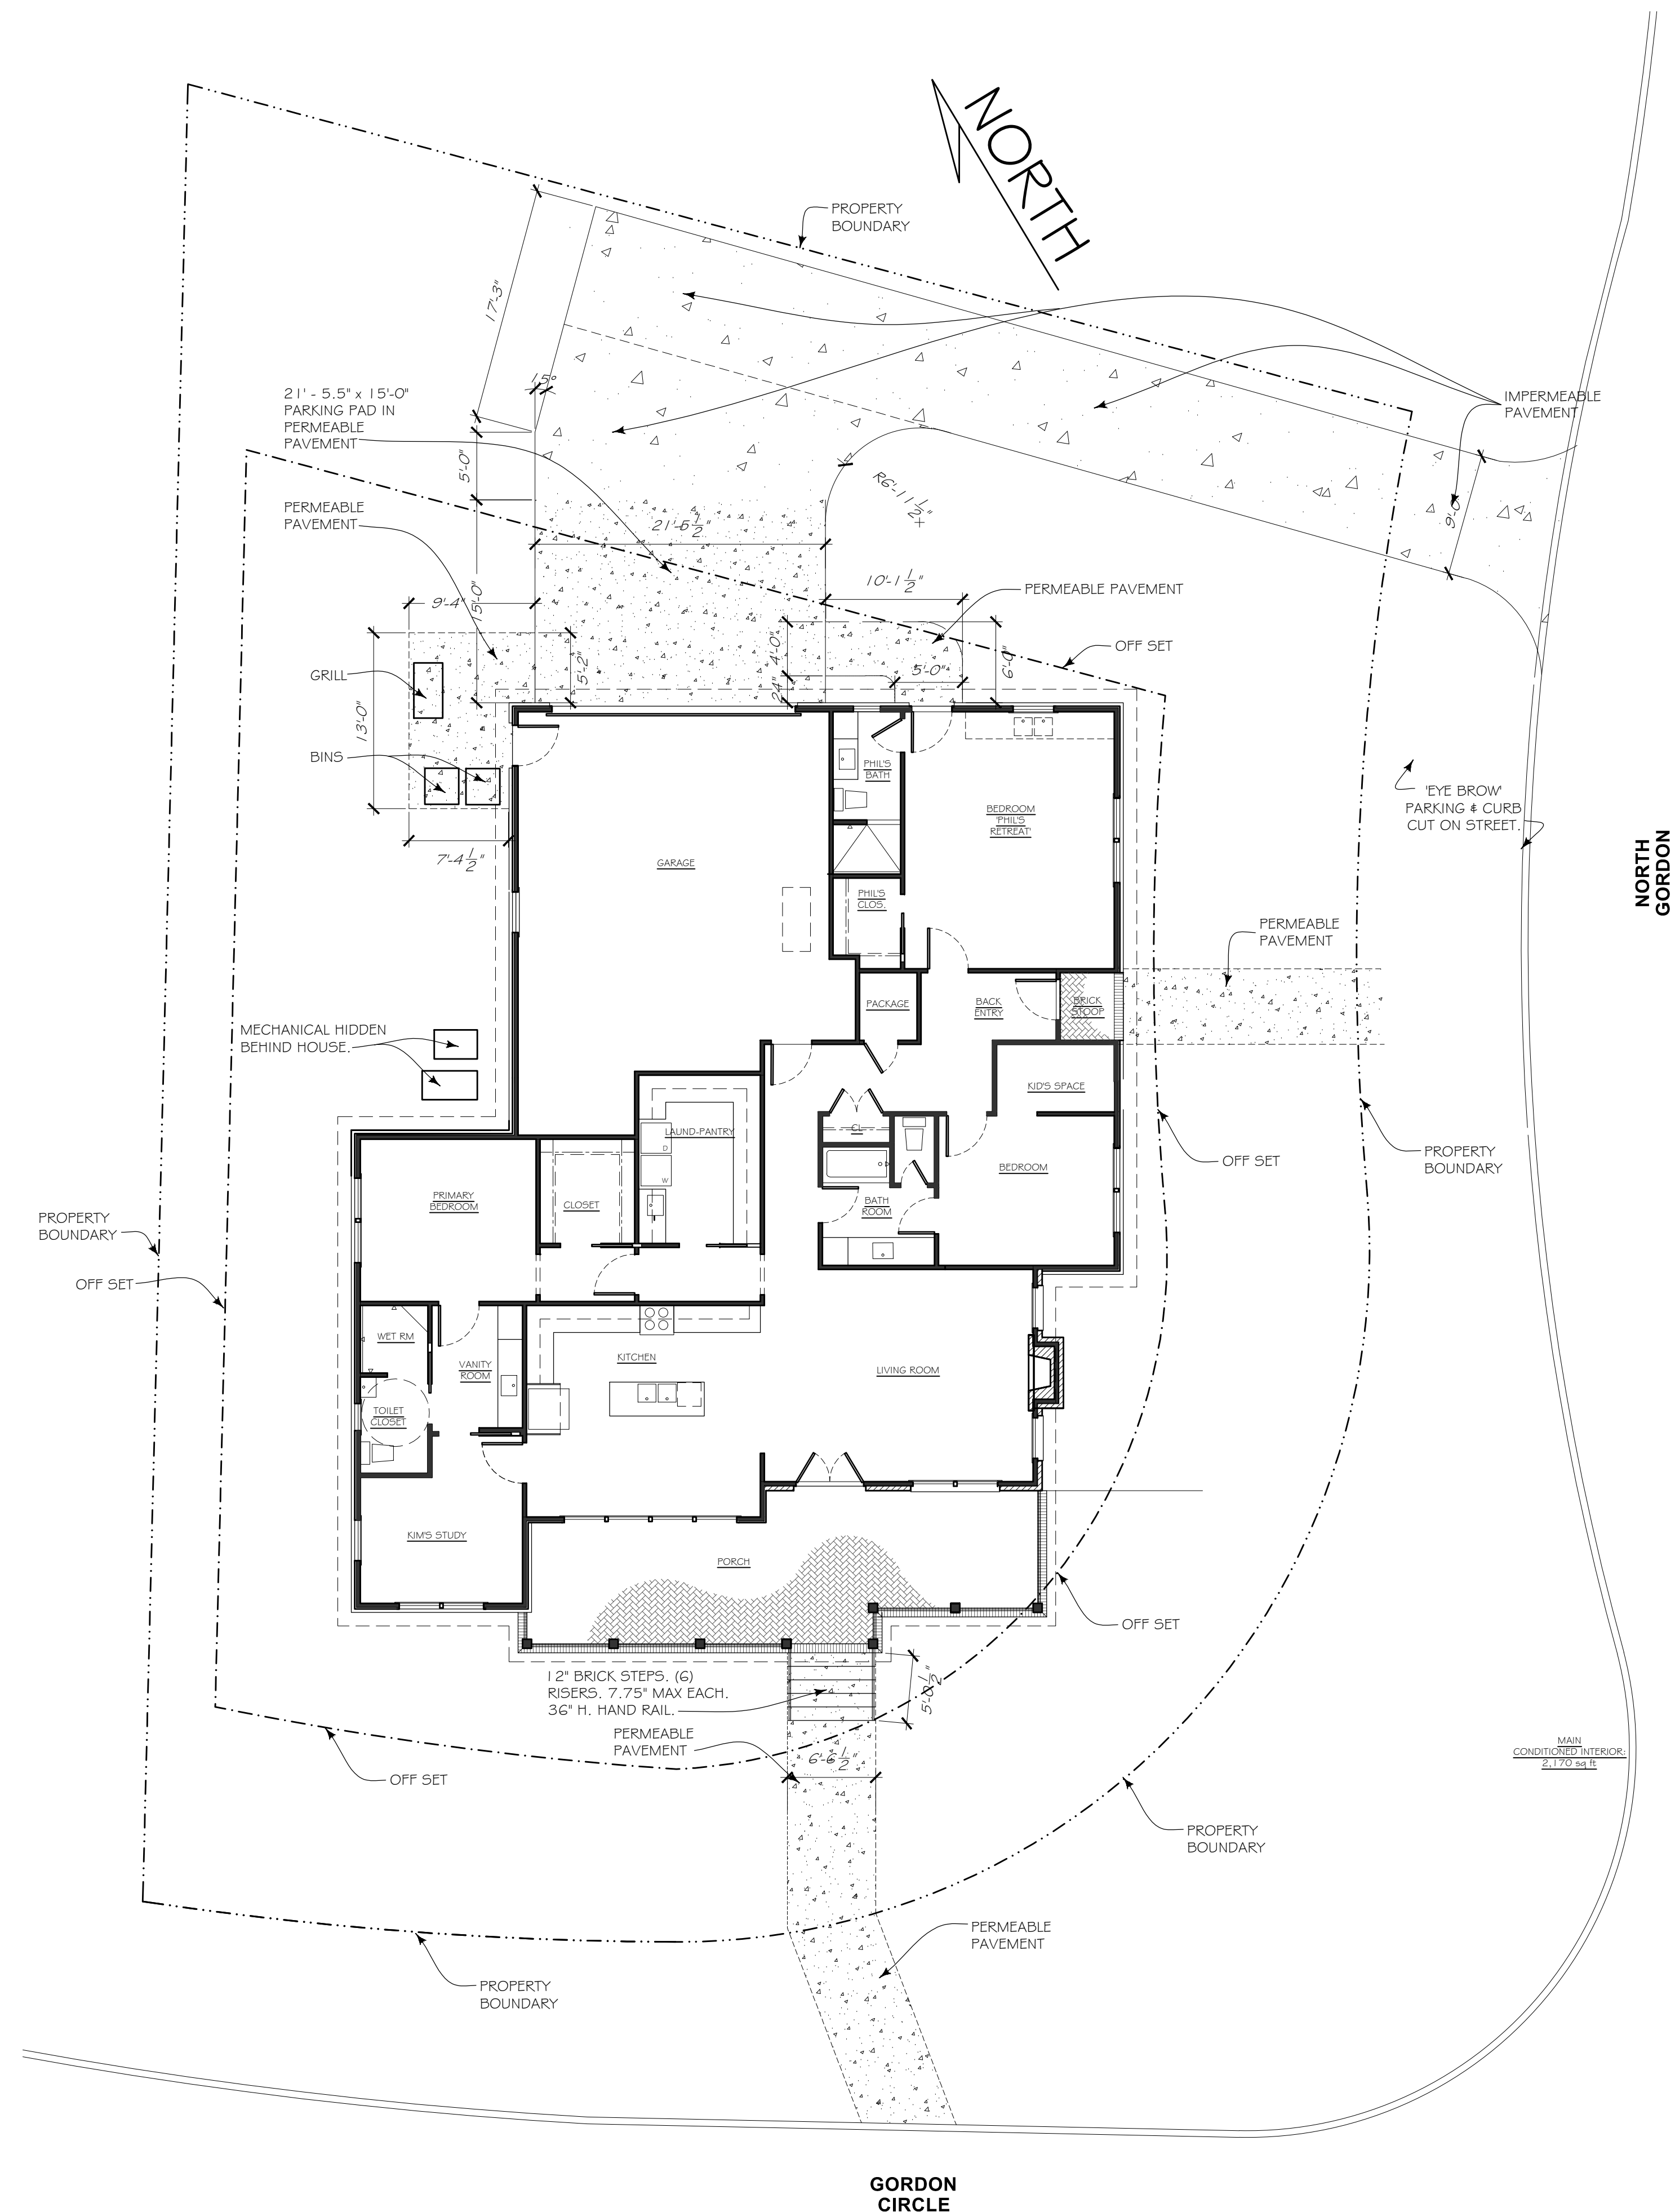 NORTH
PROPERTY
BOUNDARY
17'-3"
15°
21' - 5.5" x 15'-0"
PARKING PAD IN
PERMEABLE
PAVEMENT
IMPERMEABLE
PAVEMENT
5'-0"
R6'-11 1/2"
9'-0"
PERMEABLE
PAVEMENT
21'-5 1/2"
10'-1 1/2"
PERMEABLE PAVEMENT
9'-4"
15'-0"
4'-0"
OFF SET
5'-2"
5'-0"
6'-0"
24"
GRILL
13'-0"
BINS
7'-4 1/2"
PHIL'S
BATH
BEDROOM
'PHIL'S
RETREAT'
'EYE BROW'
PARKING & CURB
CUT ON STREET.
NORTH
GORDON
GARAGE
PHIL'S
CLOS.
PERMEABLE
PAVEMENT
PACKAGE
BACK
ENTRY
BRICK
STOOP
MECHANICAL HIDDEN
BEHIND HOUSE.
KID'S SPACE
LAUND-PANTRY
CL
D
W
BEDROOM
OFF SET
PROPERTY
BOUNDARY
PRIMARY
BEDROOM
CLOSET
BATH
ROOM
PROPERTY
BOUNDARY
OFF SET
WET RM
VANITY
ROOM
KITCHEN
LIVING ROOM
TOILET
CLOSET
KIM'S STUDY
PORCH
OFF SET
12" BRICK STEPS. (6)
RISERS. 7.75" MAX EACH.
36" H. HAND RAIL.
PERMEABLE
PAVEMENT
6'-6 1/2"
OFF SET
MAIN
CONDITIONED INTERIOR:
2,170 sq ft
PROPERTY
BOUNDARY
PERMEABLE
PAVEMENT
PROPERTY
BOUNDARY
GORDON
CIRCLE